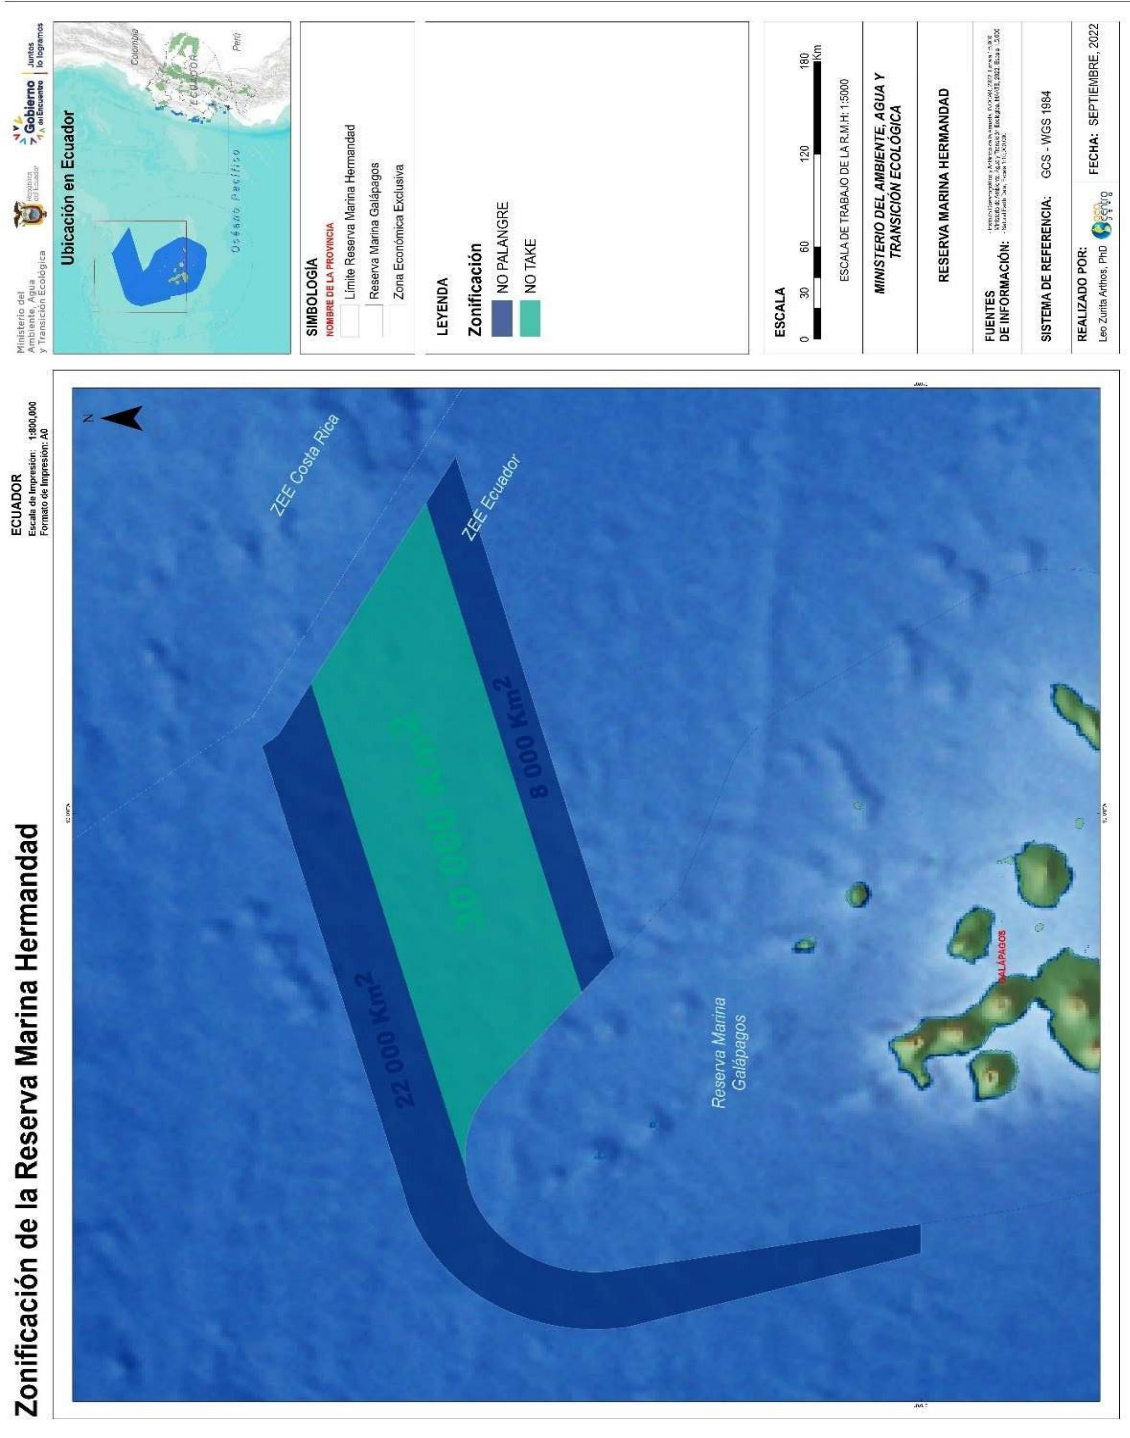 Zonificación de la Reserva Marina Hermandad
ECUADOR
Escala de Impresión: 1:800,000
Formato de Impresión: A0
Ministerio del
Ambiente, Agua
y Transición Ecológica
República
del Ecuador
Gobierno
del Encuentro
Juntos
lo logramos
N
ZEE Costa Rica
ZEE Ecuador
22 000 Km2
30 000 Km2
8 000 Km2
Reserva Marina
Galápagos
GALÁPAGOS
Ubicación en Ecuador
Colombia
ECUADOR
Perú
Océano Pacífico
SIMBOLOGÍA
NOMBRE DE LA PROVINCIA
Límite Reserva Marina Hermandad
Reserva Marina Galápagos
Zona Económica Exclusiva
LEYENDA
Zonificación
NO PALANGRE
NO TAKE
ESCALA
0 30 60 120 180
Km
ESCALA DE TRABAJO DE LA R.M.H: 1:5000
MINISTERIO DEL AMBIENTE, AGUA Y
TRANSICIÓN ECOLÓGICA
RESERVA MARINA HERMANDAD
FUENTES
DE INFORMACIÓN:
SISTEMA DE REFERENCIA: GCS - WGS 1984
REALIZADO POR:
Leo Zurita Arthos, PhD
geo
centro
FECHA: SEPTIEMBRE, 2022